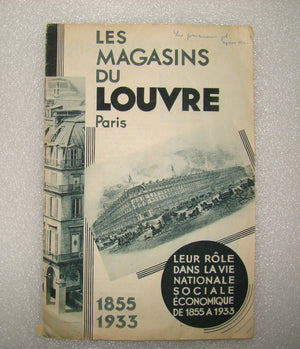 LES
MAGASINS
DU
LOUVRE
Paris
LEUR RÔLE
DANS LA VIE
NATIONALE
SOCIALE
ÉCONOMIQUE
DE 1855 A 1933
1855
1933